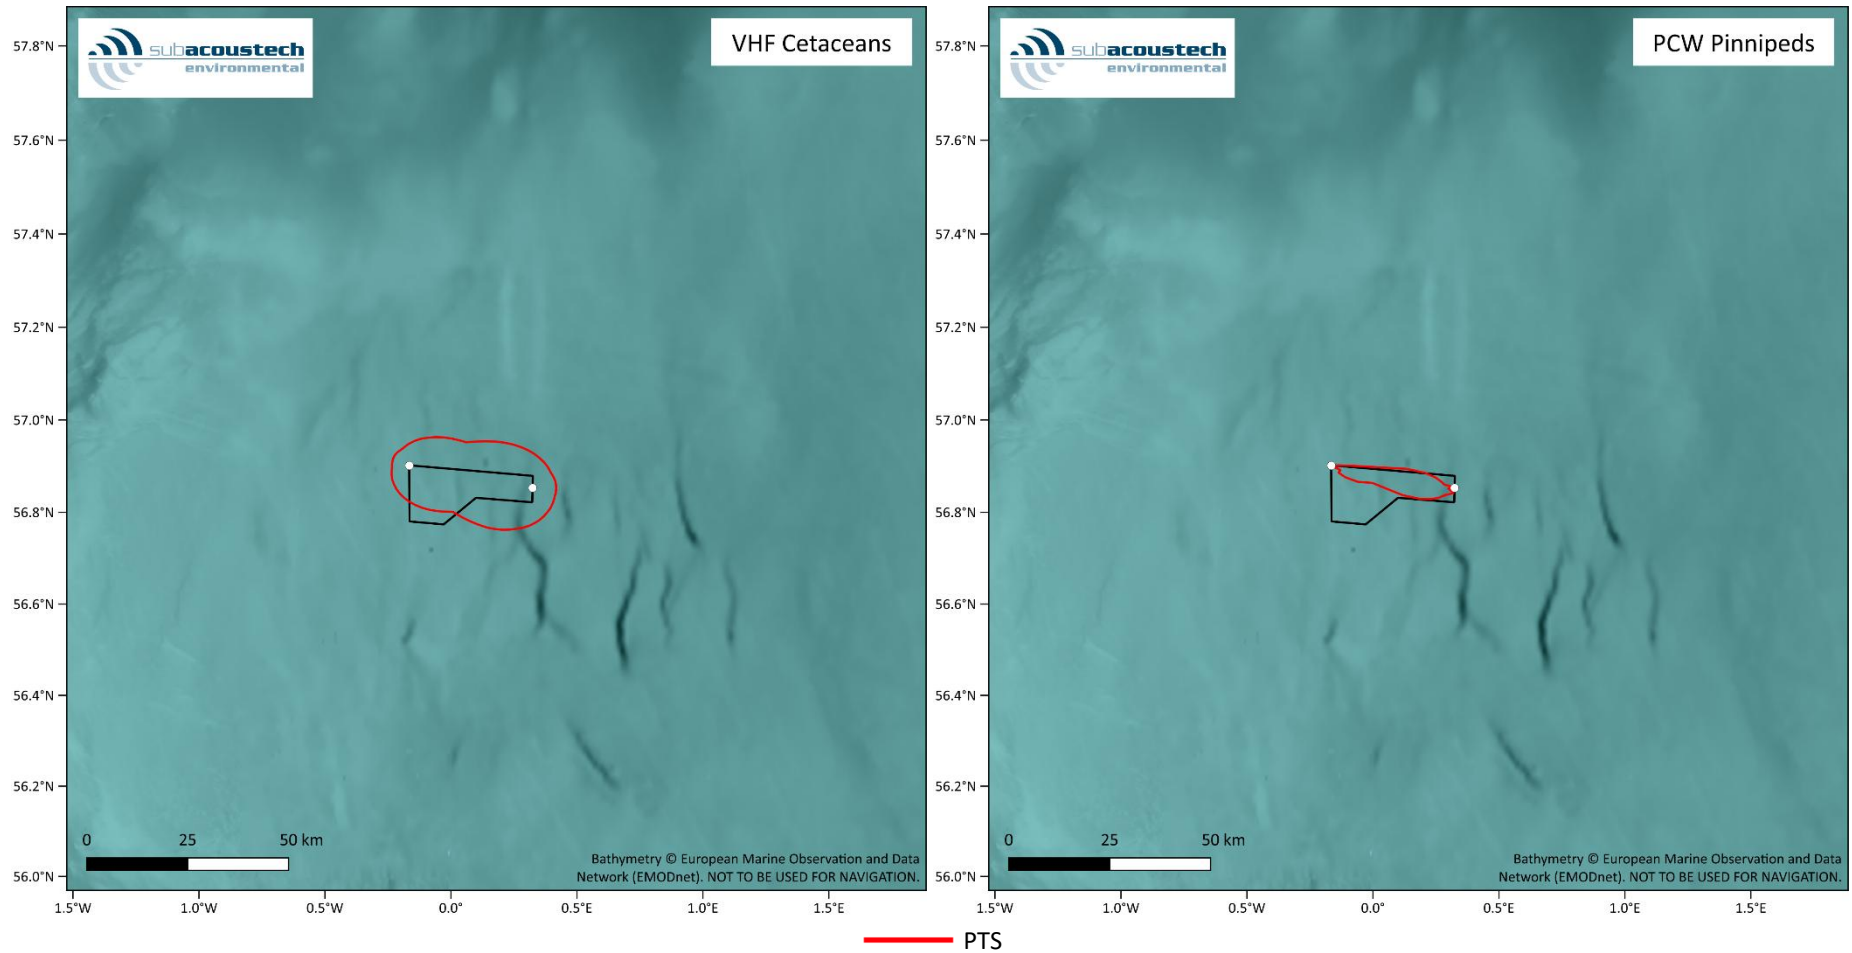 subacoustech
environmental
VHF Cetaceans
57.8°N
57.6°N
57.4°N
57.2°N
57.0°N
56.8°N
56.6°N
56.4°N
56.2°N
56.0°N
0 25 50 km
Bathymetry © European Marine Observation and Data
Network (EMODnet). NOT TO BE USED FOR NAVIGATION.
1.5°W 1.0°W 0.5°W 0.0° 0.5°E 1.0°E 1.5°E
subacoustech
environmental
PCW Pinnipeds
57.8°N
57.6°N
57.4°N
57.2°N
57.0°N
56.8°N
56.6°N
56.4°N
56.2°N
56.0°N
0 25 50 km
Bathymetry © European Marine Observation and Data
Network (EMODnet). NOT TO BE USED FOR NAVIGATION.
1.5°W 1.0°W 0.5°W 0.0° 0.5°E 1.0°E 1.5°E
PTS